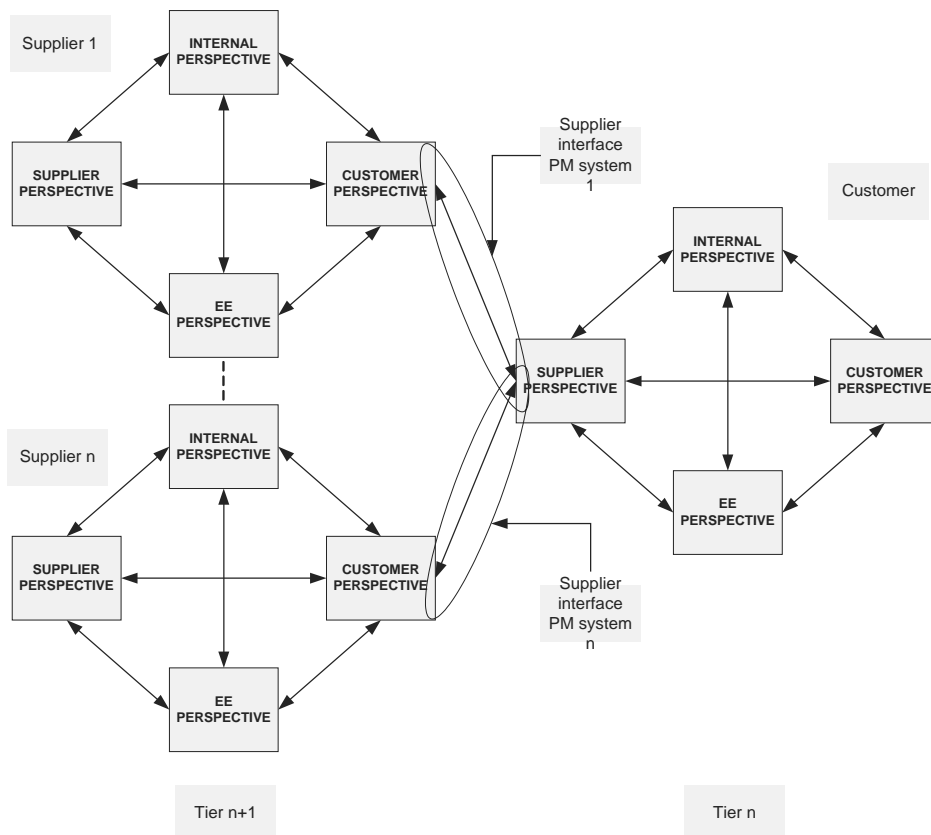 Supplier 1
INTERNAL
PERSPECTIVE
SUPPLIER
PERSPECTIVE
CUSTOMER
PERSPECTIVE
EE
PERSPECTIVE
Supplier
interface
PM system
1
Customer
INTERNAL
PERSPECTIVE
SUPPLIER
PERSPECTIVE
CUSTOMER
PERSPECTIVE
EE
PERSPECTIVE
Supplier n
INTERNAL
PERSPECTIVE
SUPPLIER
PERSPECTIVE
CUSTOMER
PERSPECTIVE
EE
PERSPECTIVE
Supplier
interface
PM system
n
Tier n+1
Tier n